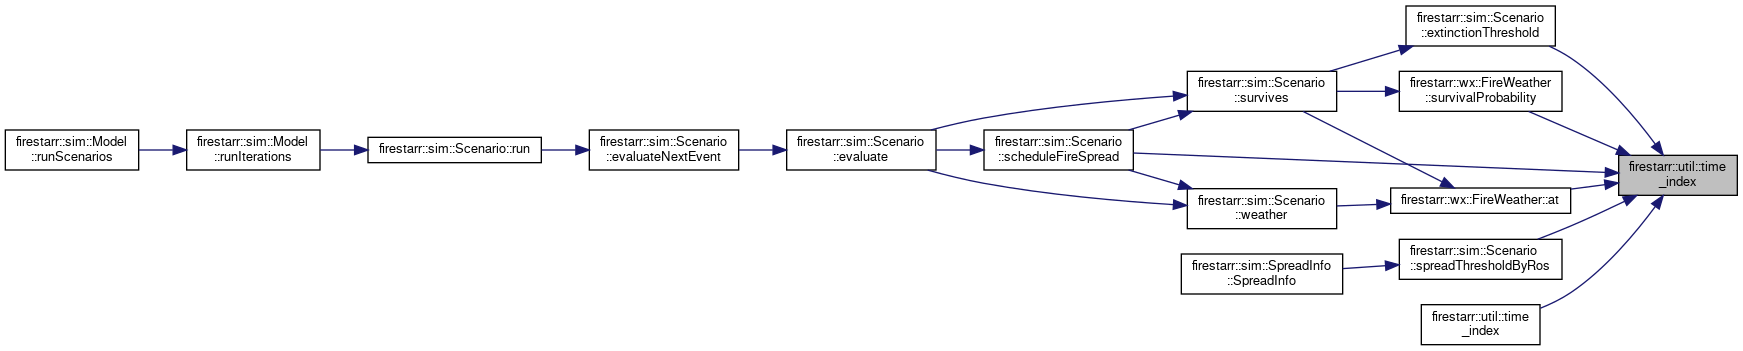 firestarr::sim::Model
::runScenarios
firestarr::sim::Model
::runIterations
firestarr::sim::Scenario::run
firestarr::sim::Scenario
::evaluateNextEvent
firestarr::sim::Scenario
::evaluate
firestarr::sim::Scenario
::scheduleFireSpread
firestarr::sim::Scenario
::survives
firestarr::sim::Scenario
::weather
firestarr::sim::SpreadInfo
::SpreadInfo
firestarr::sim::Scenario
::extinctionThreshold
firestarr::wx::FireWeather
::survivalProbability
firestarr::wx::FireWeather::at
firestarr::sim::Scenario
::spreadThresholdByRos
firestarr::util::time
_index
firestarr::util::time
_index